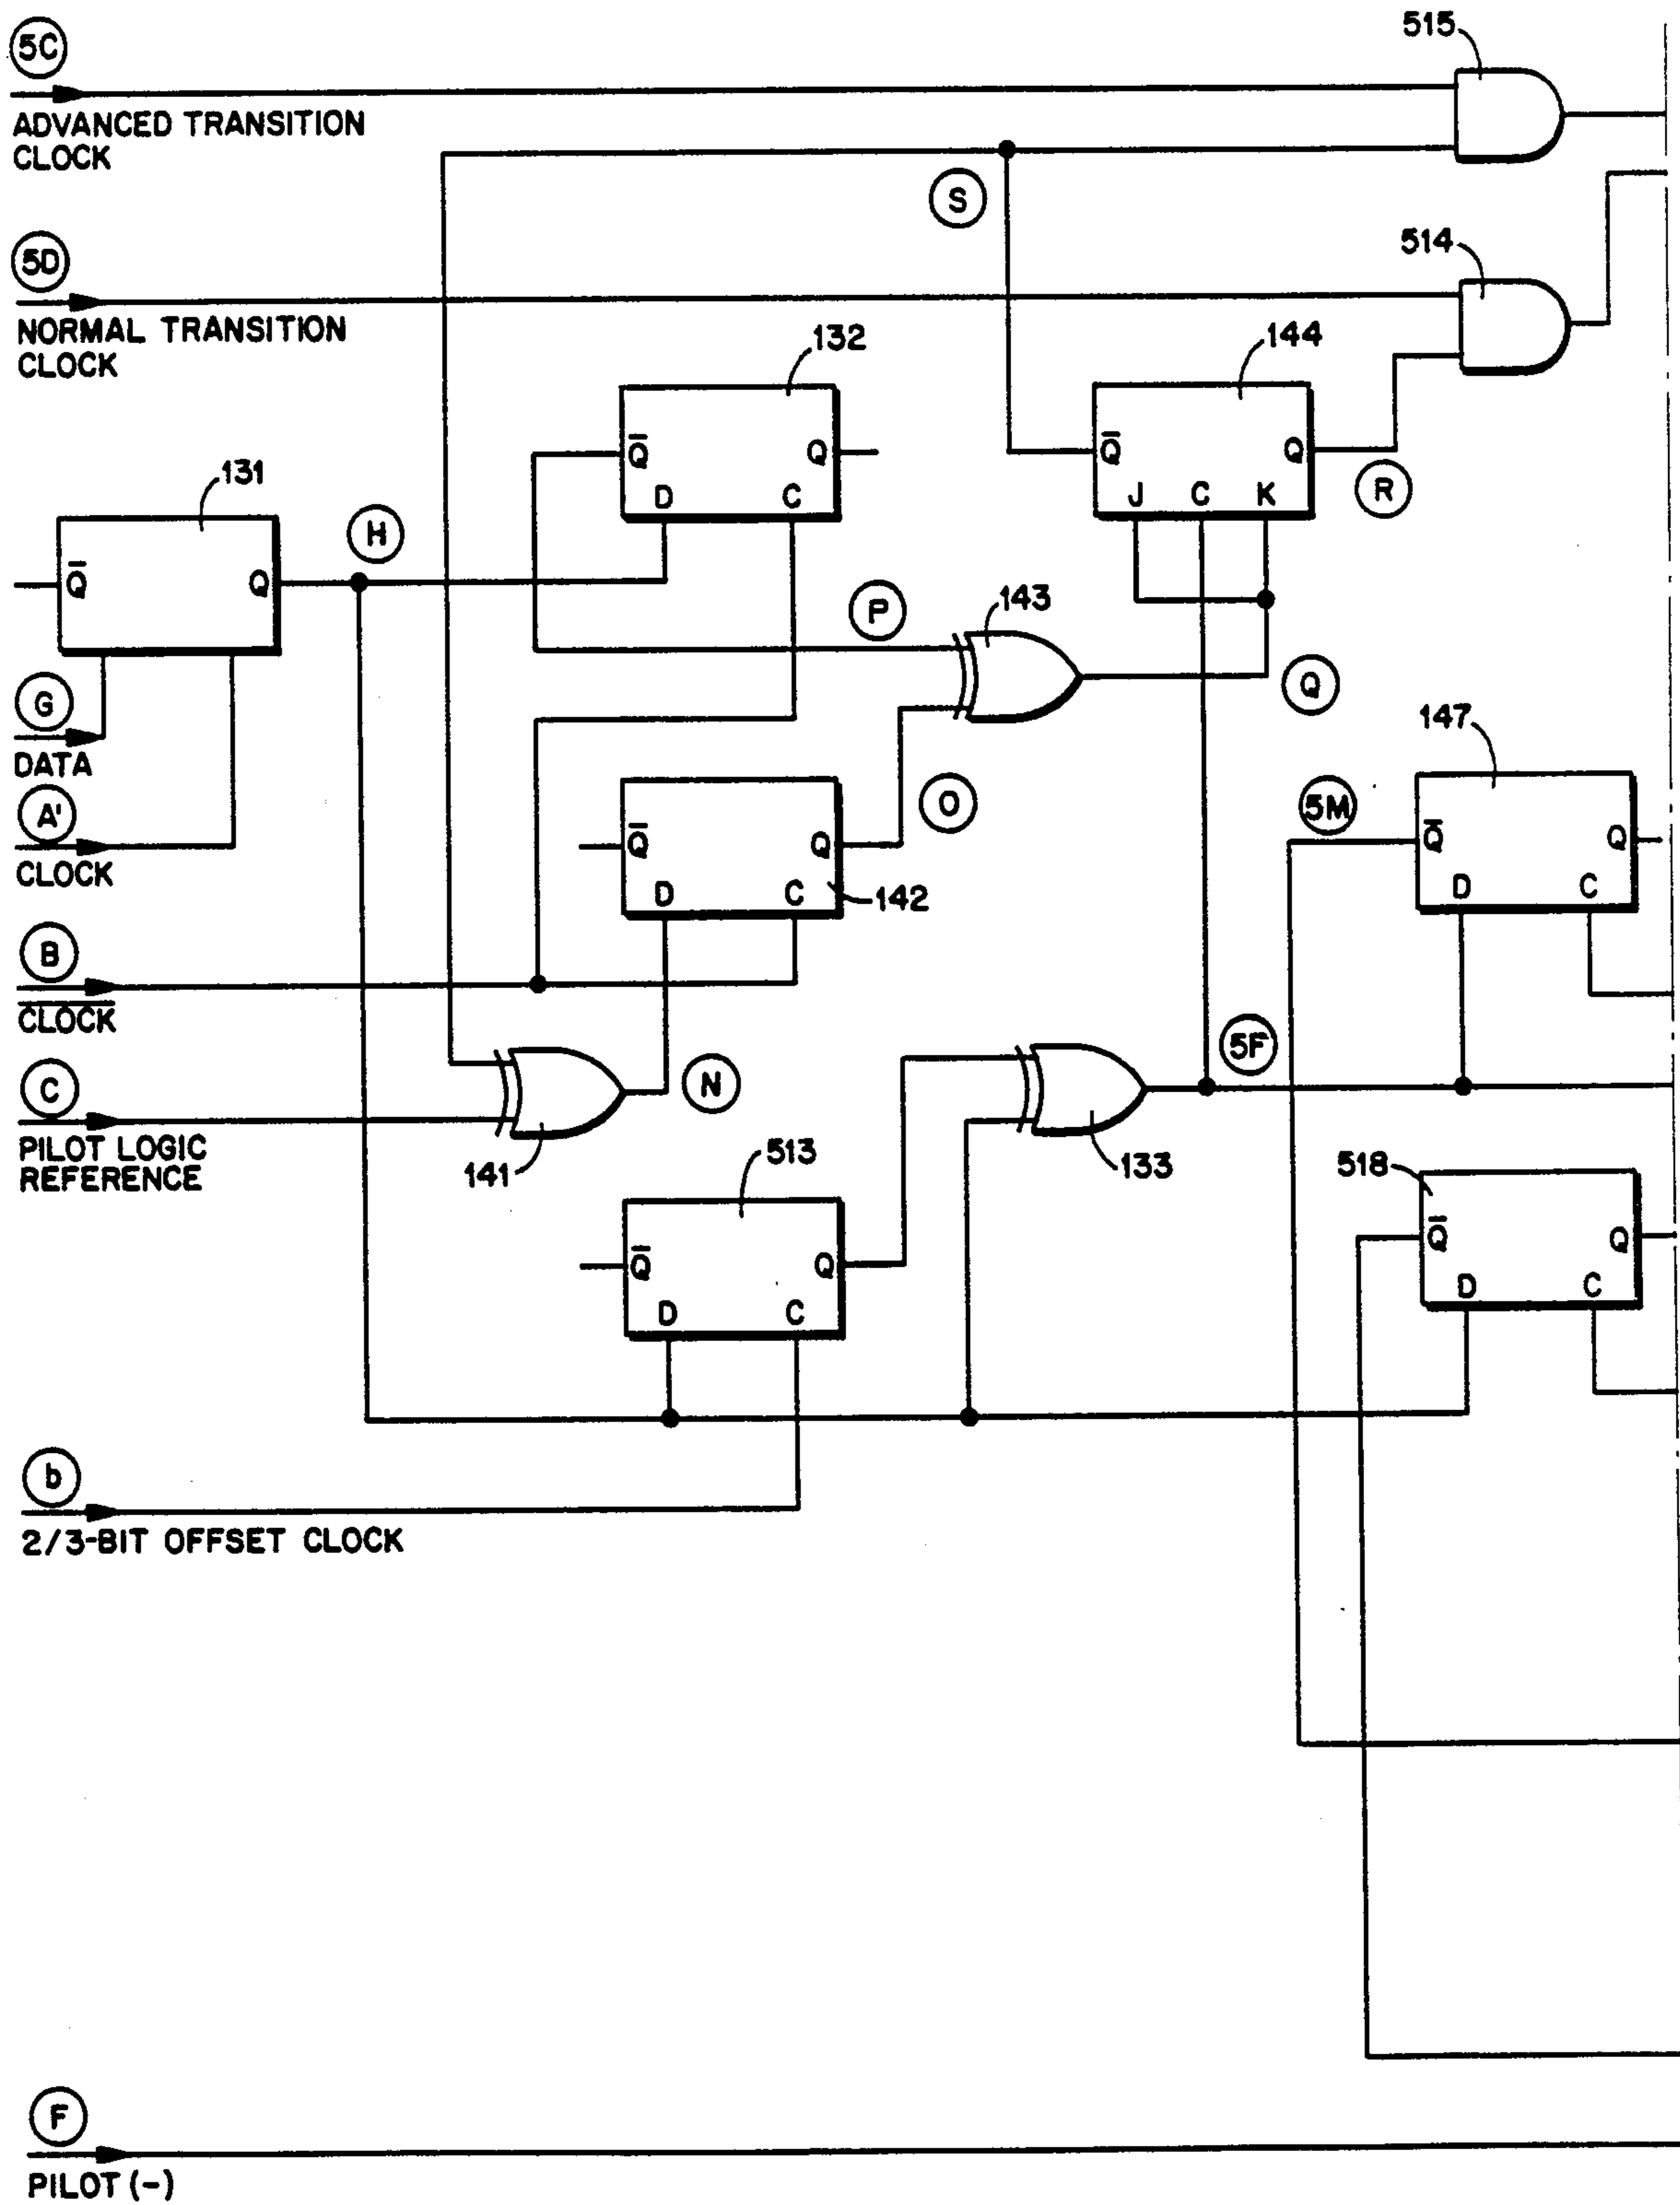 5C
ADVANCED TRANSITION
CLOCK
515
S
5D
NORMAL TRANSITION
CLOCK
514
132
Q̅ Q
D C
144
Q̅ Q
J C K
R
131
Q̅ Q
H
P
143
Q
G
DATA
A'
CLOCK
Q̅ Q
D C
142
O
147
5M
Q̅ Q
D C
B
C̅L̅O̅C̅K̅
C
PILOT LOGIC
REFERENCE
141
N
5F
133
513
Q̅ Q
D C
518
Q̅ Q
D C
b
2/3-BIT OFFSET CLOCK
F
PILOT (-)